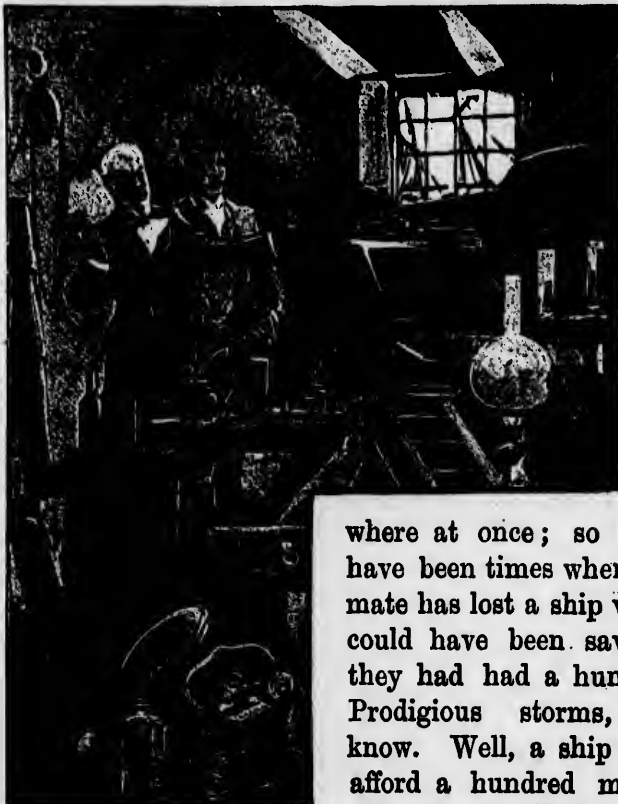 where at once; so
have been times when
mate has lost a ship
could have been sav
they had had a hun
Prodigious storms,
know. Well, a ship
afford a hundred m